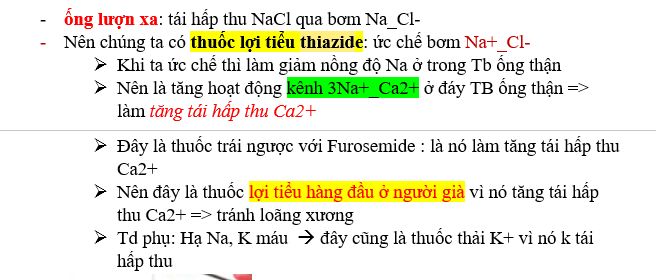 - ống lượn xa: tái hấp thu NaCl qua bơm Na_Cl-
- Nên chúng ta có thuốc lợi tiểu thiazide: ức chế bơm Na+_Cl-
➤ Khi ta ức chế thì làm giảm nồng độ Na ở trong Tb ống thận
➤ Nên là tăng hoạt động kênh 3Na+_Ca2+ ở đáy TB ống thận =>
làm tăng tái hấp thu Ca2+
➤ Đây là thuốc trái ngược với Furosemide : là nó làm tăng tái hấp thu
Ca2+
➤ Nên đây là thuốc lợi tiểu hàng đầu ở người già vì nó tăng tái hấp
thu Ca2+ => tránh loãng xương
➤ Td phụ: Hạ Na, K máu → đây cũng là thuốc thải K+ vì nó k tái
hấp thu